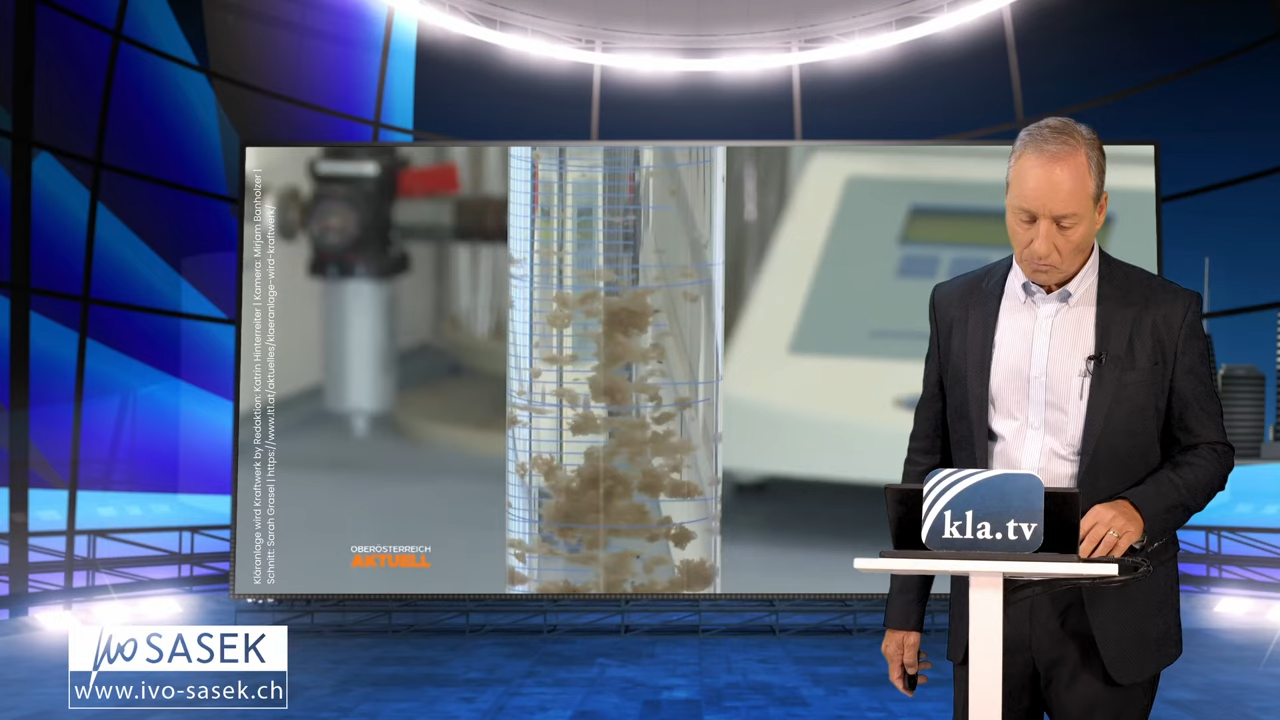 Kläranlage wird Kraftwerk by Redaktion: Katrin Hinterreiter | Kamera: Mirjam Banholzer |
Schnitt: Sarah Grasel | https://www.lt1.at/aktuelles/klaeranlage-wird-kraftwerk/
OBERÖSTERREICH
AKTUELL
kla.tv
Ivo SASEK
www.ivo-sasek.ch